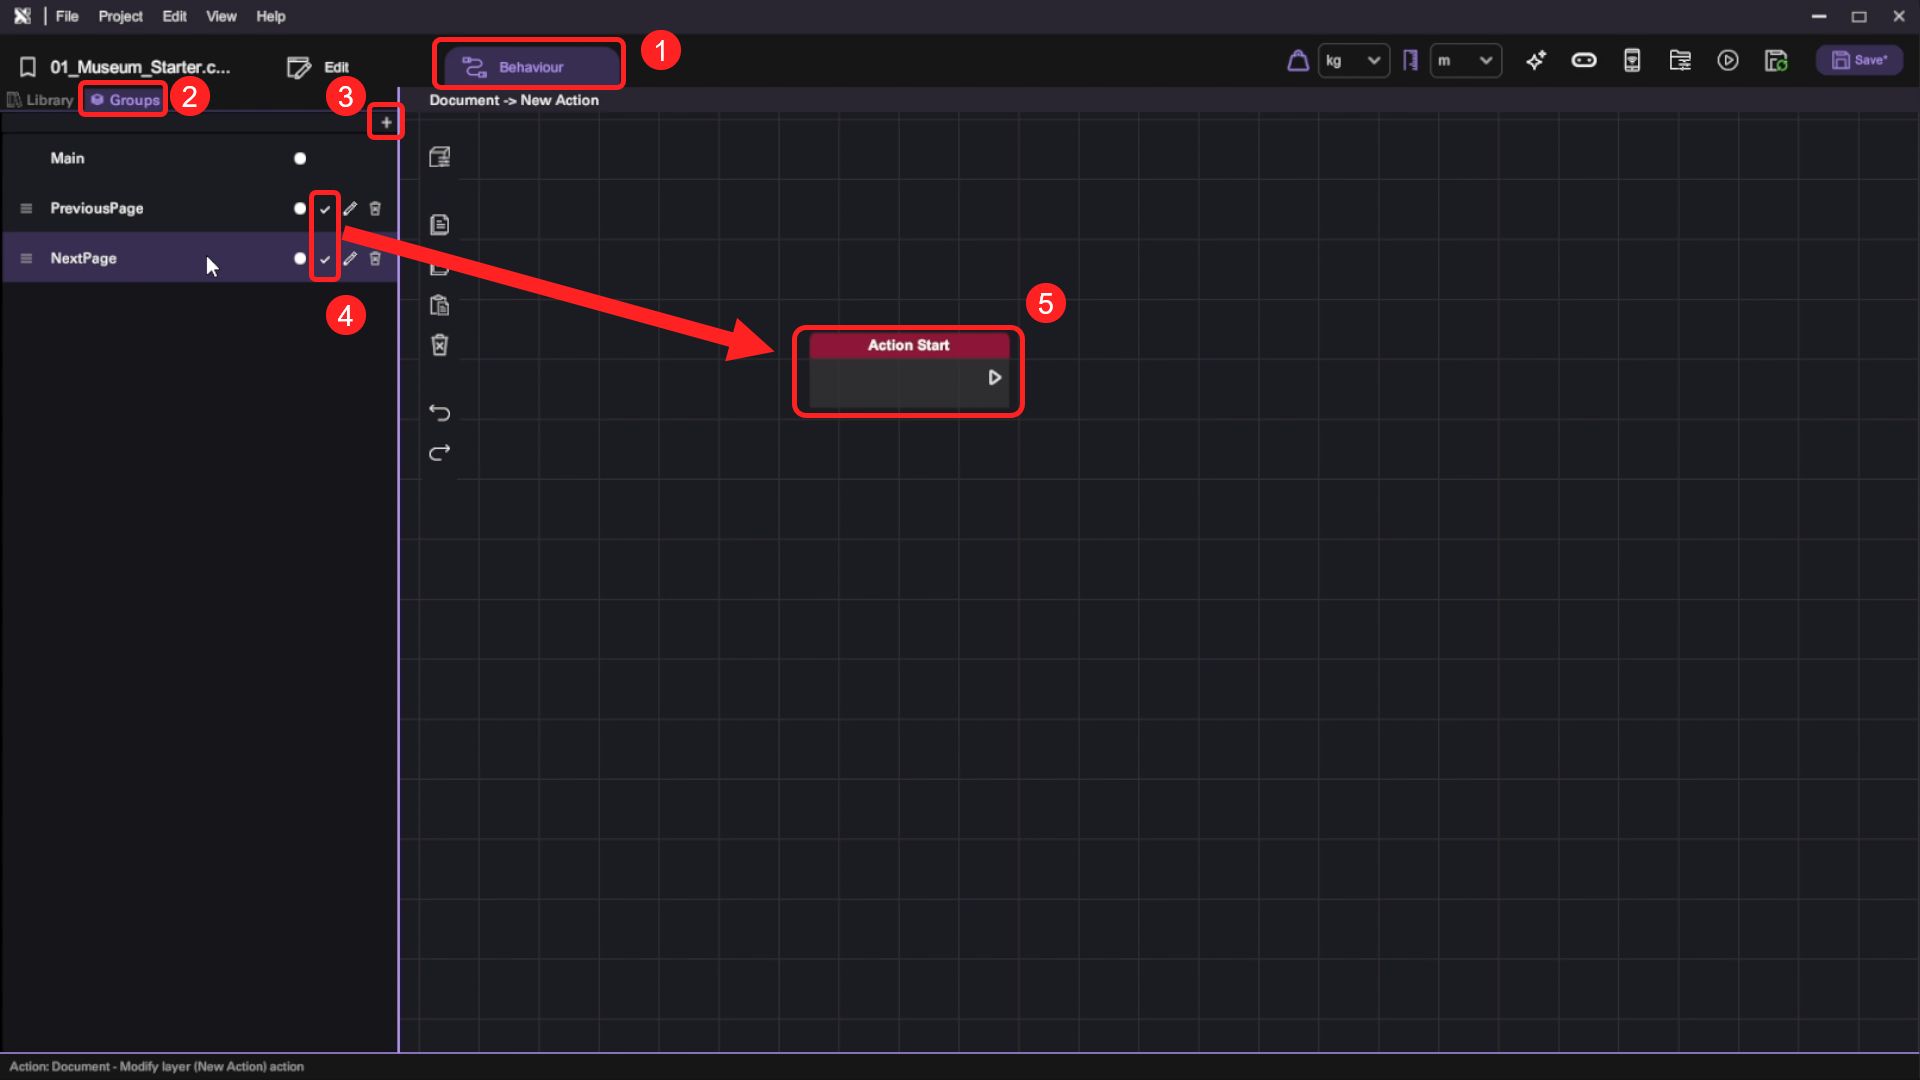 File Project Edit View Help
01_Museum_Starter.c...
Edit
Behaviour
1
kg
m
Save*
Library
Groups
2
3
Document -> New Action
+
Main
PreviousPage
NextPage
4
5
Action Start
Action: Document - Modify layer (New Action) action